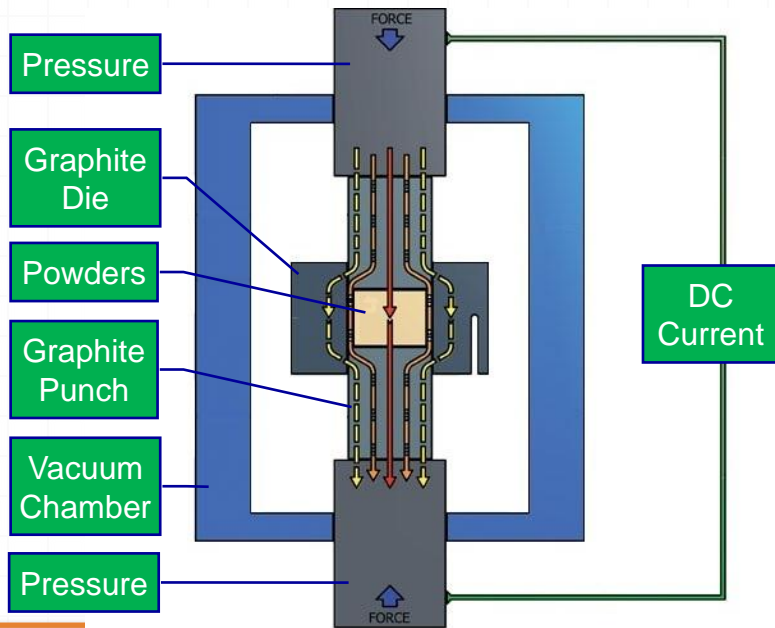 FORCE
Pressure
Graphite
Die
Powders
Graphite
Punch
Vacuum
Chamber
Pressure
FORCE
DC
Current